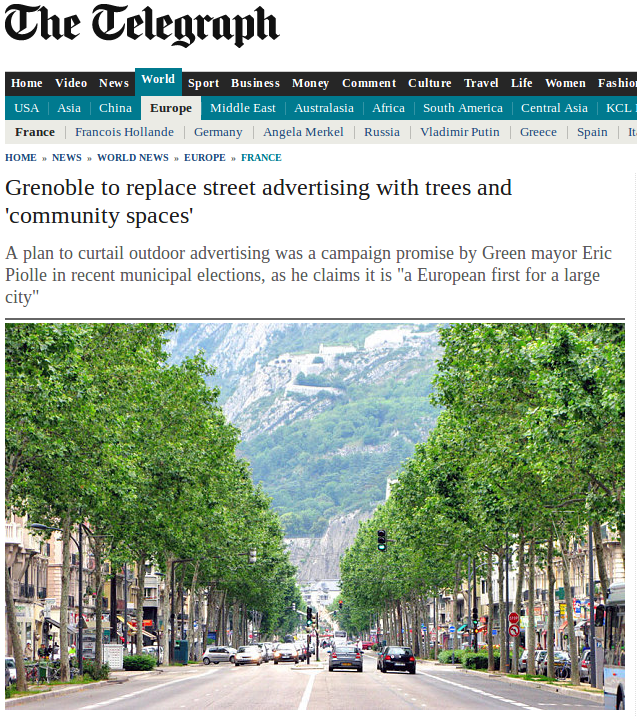 The Telegraph
Home Video News World Sport Business Money Comment Culture Travel Life Women Fashion
USA Asia China Europe Middle East Australasia Africa South America Central Asia KCL
France Francois Hollande Germany Angela Merkel Russia Vladimir Putin Greece Spain
HOME » NEWS » WORLD NEWS » EUROPE » FRANCE
Grenoble to replace street advertising with trees and
'community spaces'
A plan to curtail outdoor advertising was a campaign promise by Green mayor Eric
Piolle in recent municipal elections, as he claims it is "a European first for a large
city"
STOP